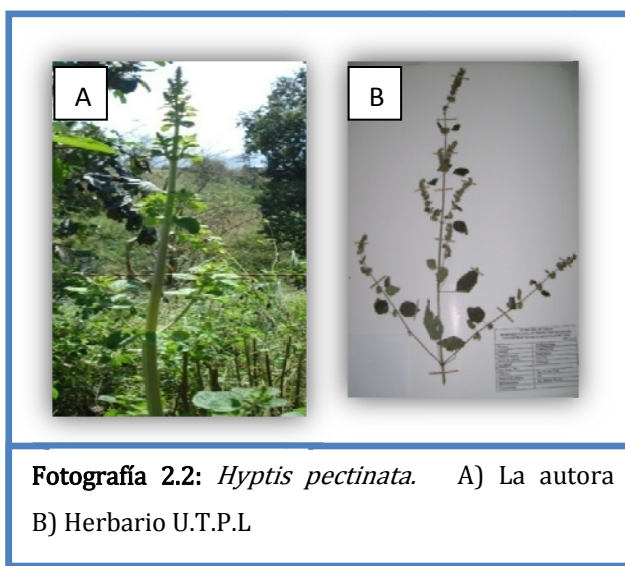 A
B
Fotografía 2.2: Hyptis pectinata. A) La autora
B) Herbario U.T.P.L